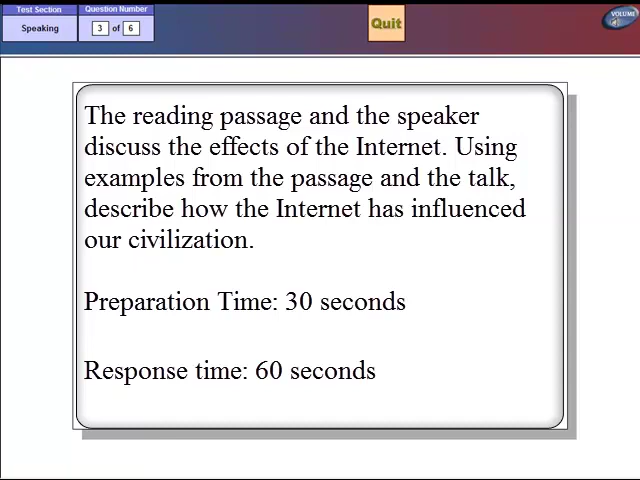 Test Section
Question Number
Speaking
3 of 6
Quit
VOLUME
The reading passage and the speaker
discuss the effects of the Internet. Using
examples from the passage and the talk,
describe how the Internet has influenced
our civilization.
Preparation Time: 30 seconds
Response time: 60 seconds